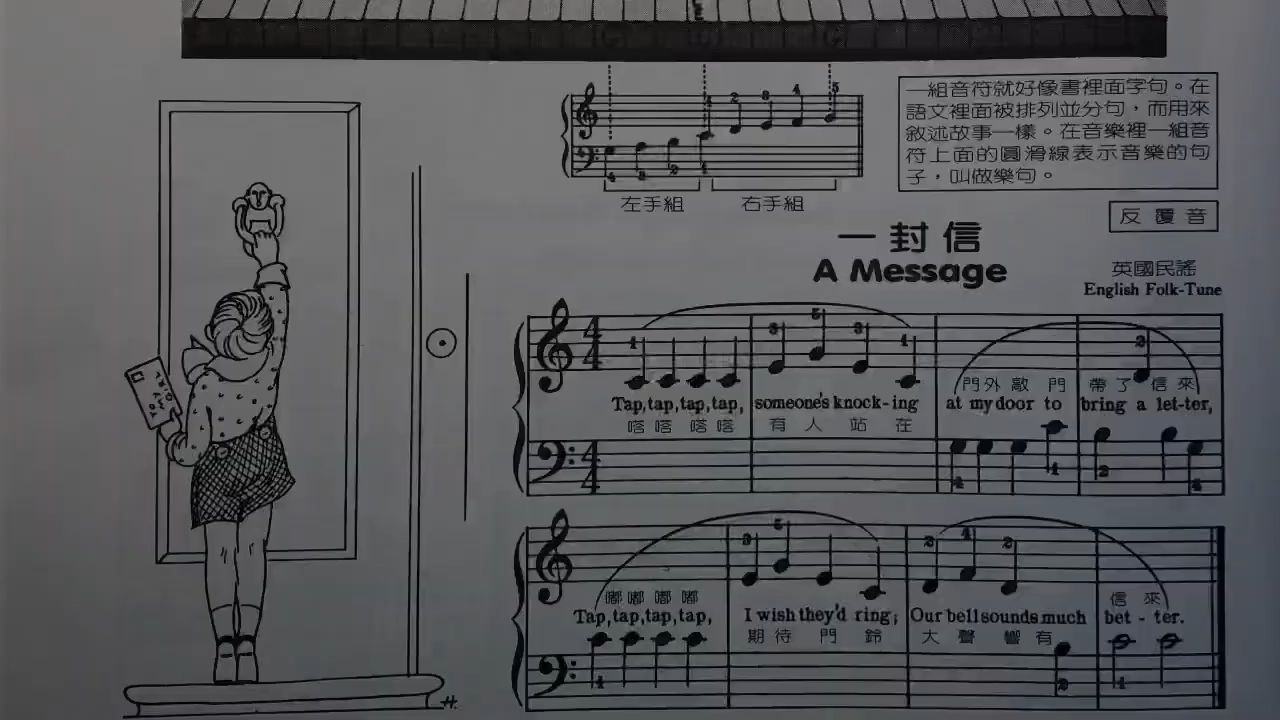 一組音符就好像書裡面字句。在
語文裡面被排列並分句，而用來
敘述故事一樣。在音樂裡一組音
符上面的圓滑線表示音樂的句
子，叫做樂句。
左手組 右手組
反覆音
一封信
A Message
英國民謠
English Folk-Tune
門外敲門 帶了信來
Tap, tap, tap, tap, someone's knock-ing at my door to bring a let-ter,
嗒嗒嗒嗒 有人站在
嘟嘟嘟嘟 信來
Tap, tap, tap, tap, I wish they'd ring; Our bell sounds much bet - ter.
期待門鈴 大聲響有